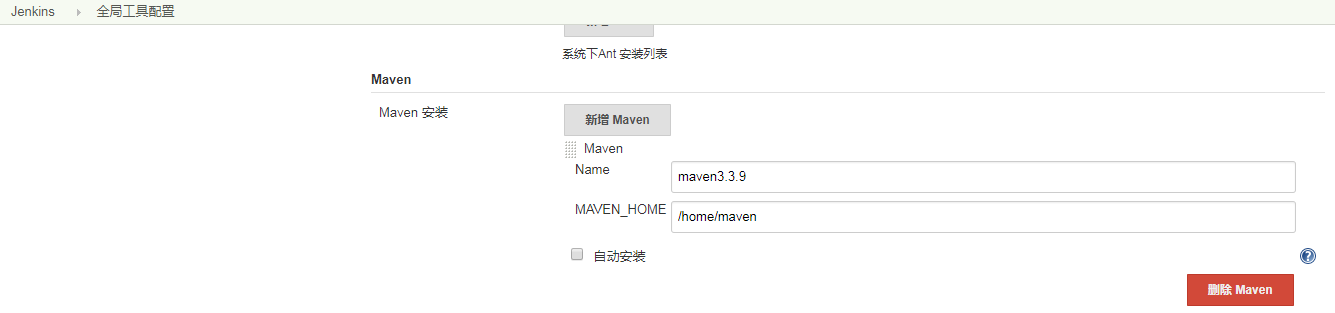 Jenkins 全局工具配置
系统下Ant 安装列表
Maven
Maven 安装
新增 Maven
Maven
Name
maven3.3.9
MAVEN_HOME
/home/maven
自动安装
?
删除 Maven